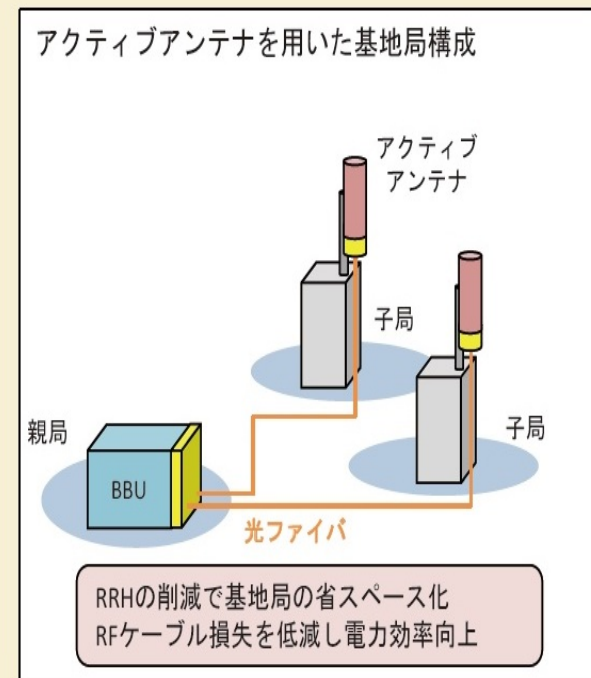 アクティブアンテナを用いた基地局構成
アクティブ
アンテナ
子局
子局
親局
BBU
光ファイバ
RRHの削減で基地局の省スペース化
RFケーブル損失を低減し電力効率向上